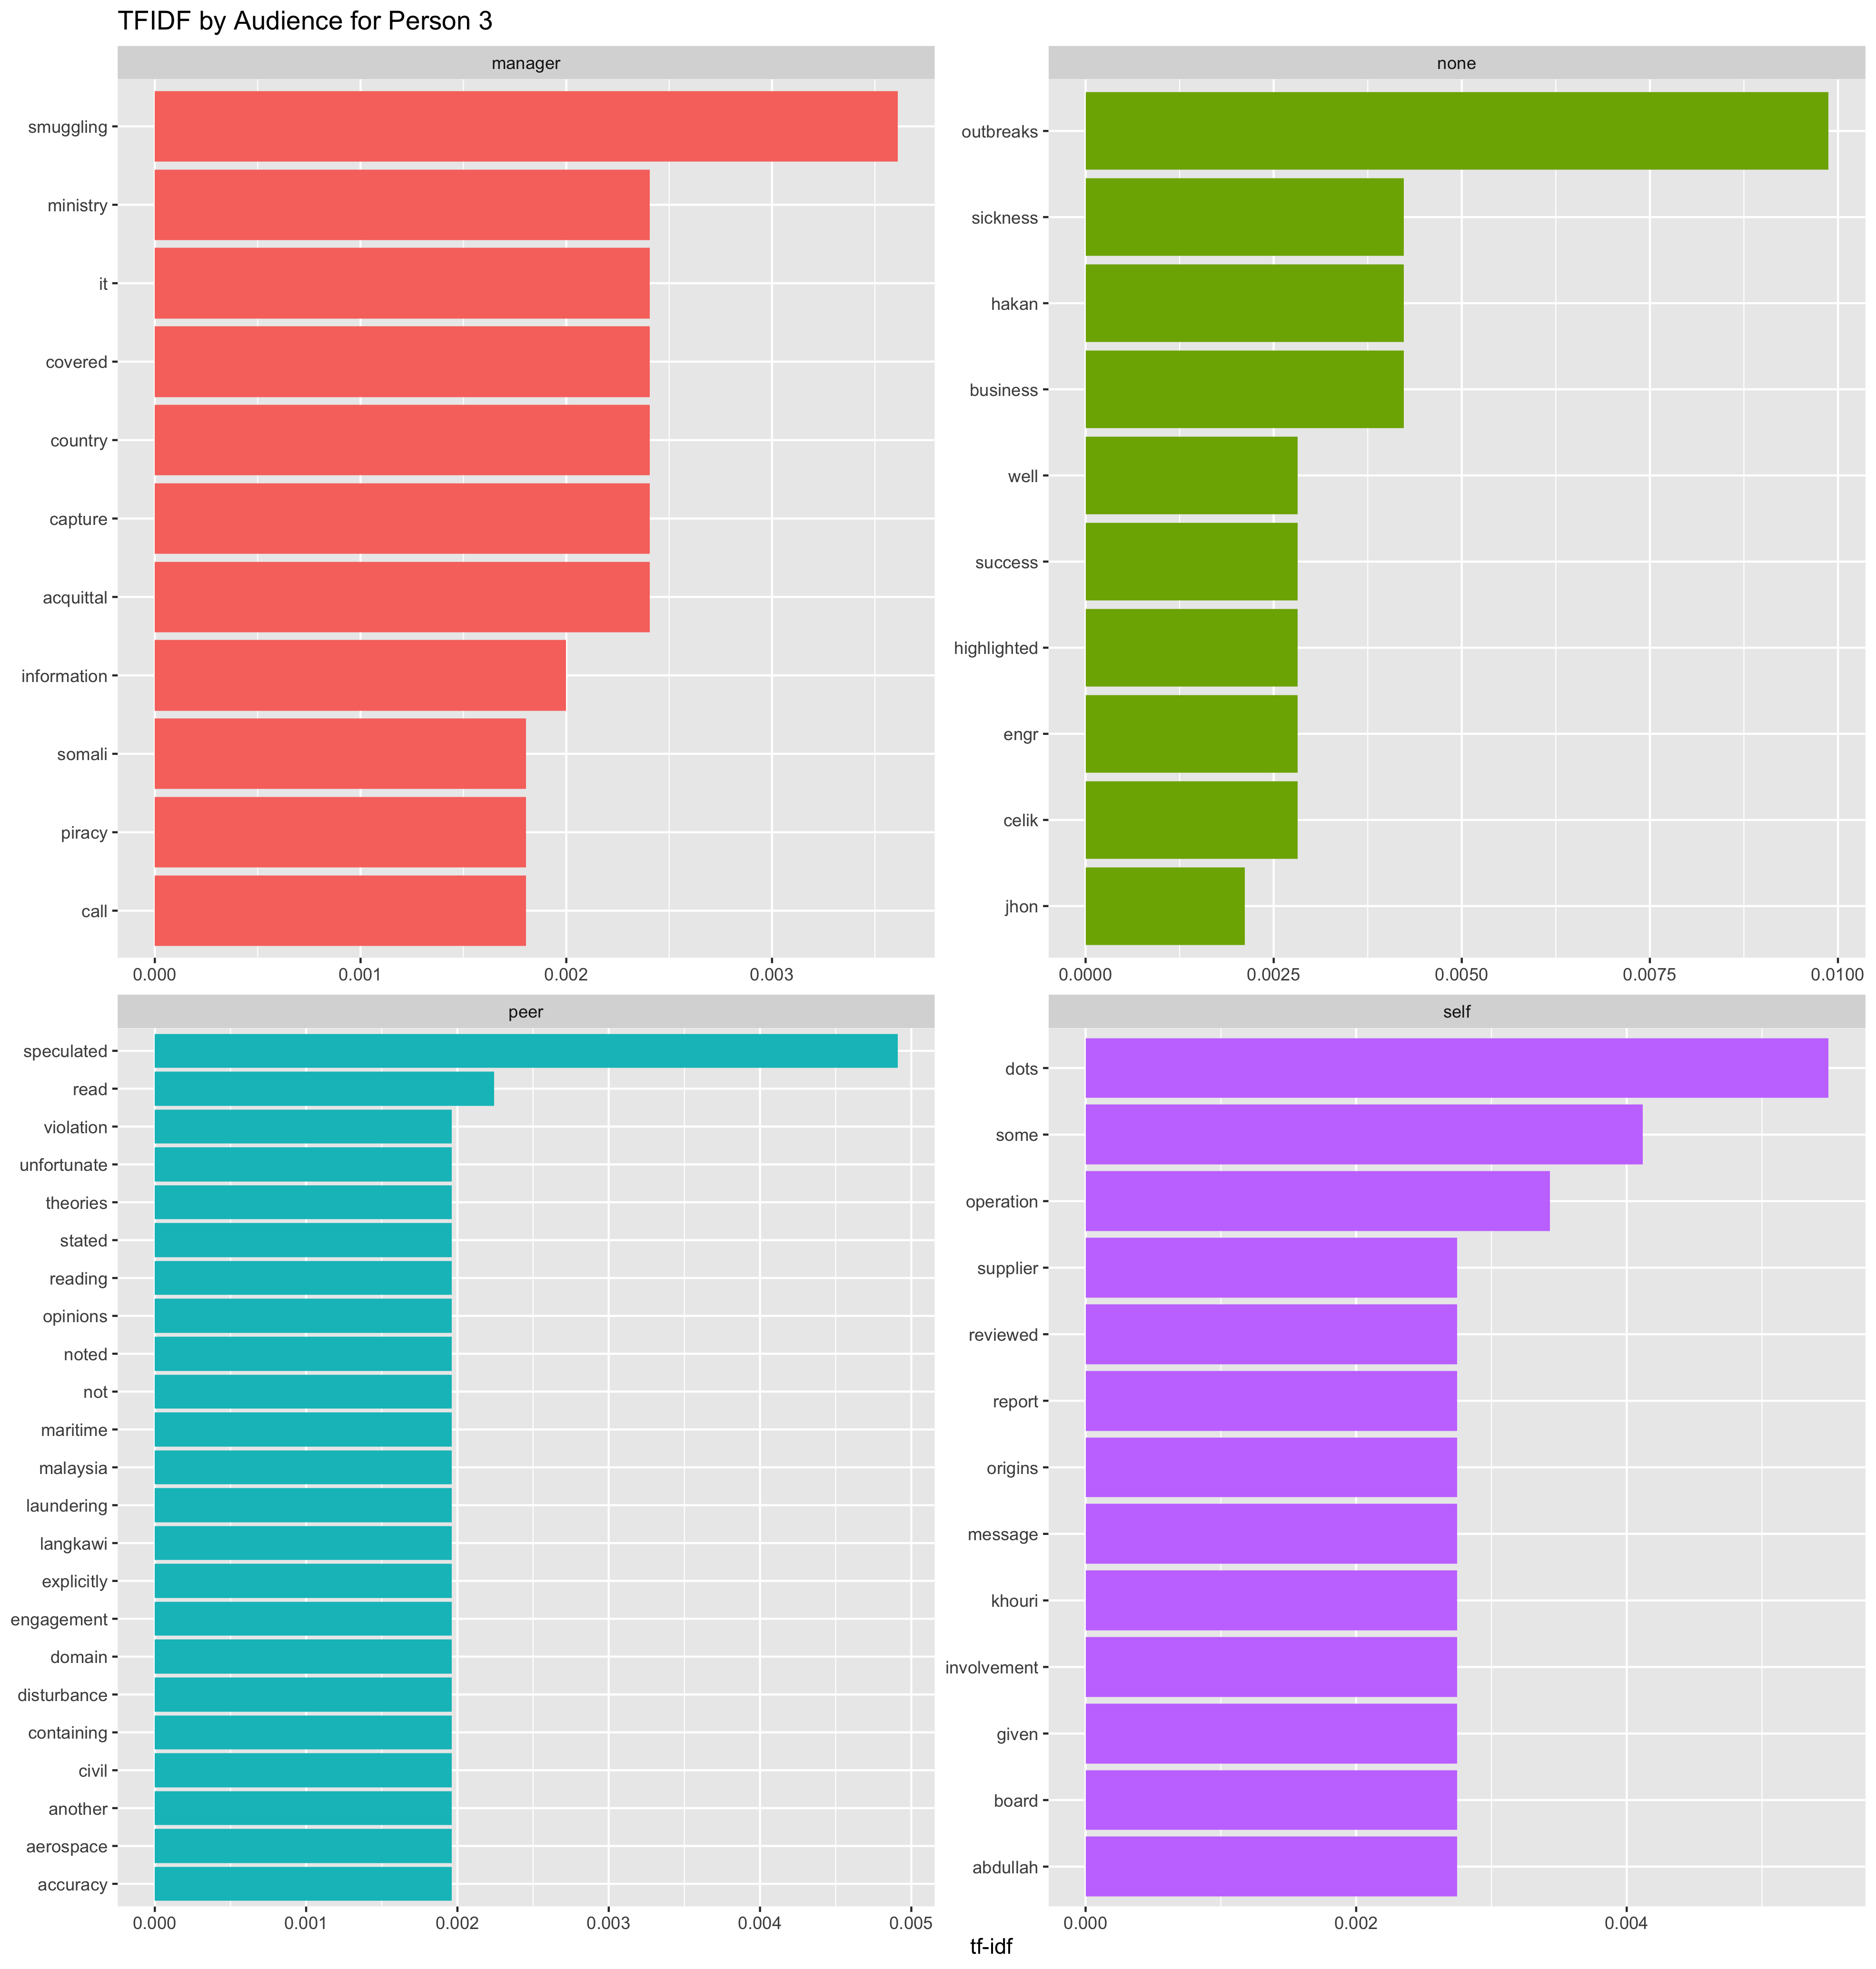 TFIDF by Audience for Person 3
manager
smuggling
ministry
it
covered
country
capture
acquittal
information
somali
piracy
call
0.000 0.001 0.002 0.003
none
outbreaks
sickness
hakan
business
well
success
highlighted
engr
celik
jhon
0.0000 0.0025 0.0050 0.0075 0.0100
peer
speculated
read
violation
unfortunate
theories
stated
reading
opinions
noted
not
maritime
malaysia
laundering
langkawi
explicitly
engagement
domain
disturbance
containing
civil
another
aerospace
accuracy
0.000 0.001 0.002 0.003 0.004 0.005
self
dots
some
operation
supplier
reviewed
report
origins
message
khouri
involvement
given
board
abdullah
0.000 0.002 0.004
tf-idf